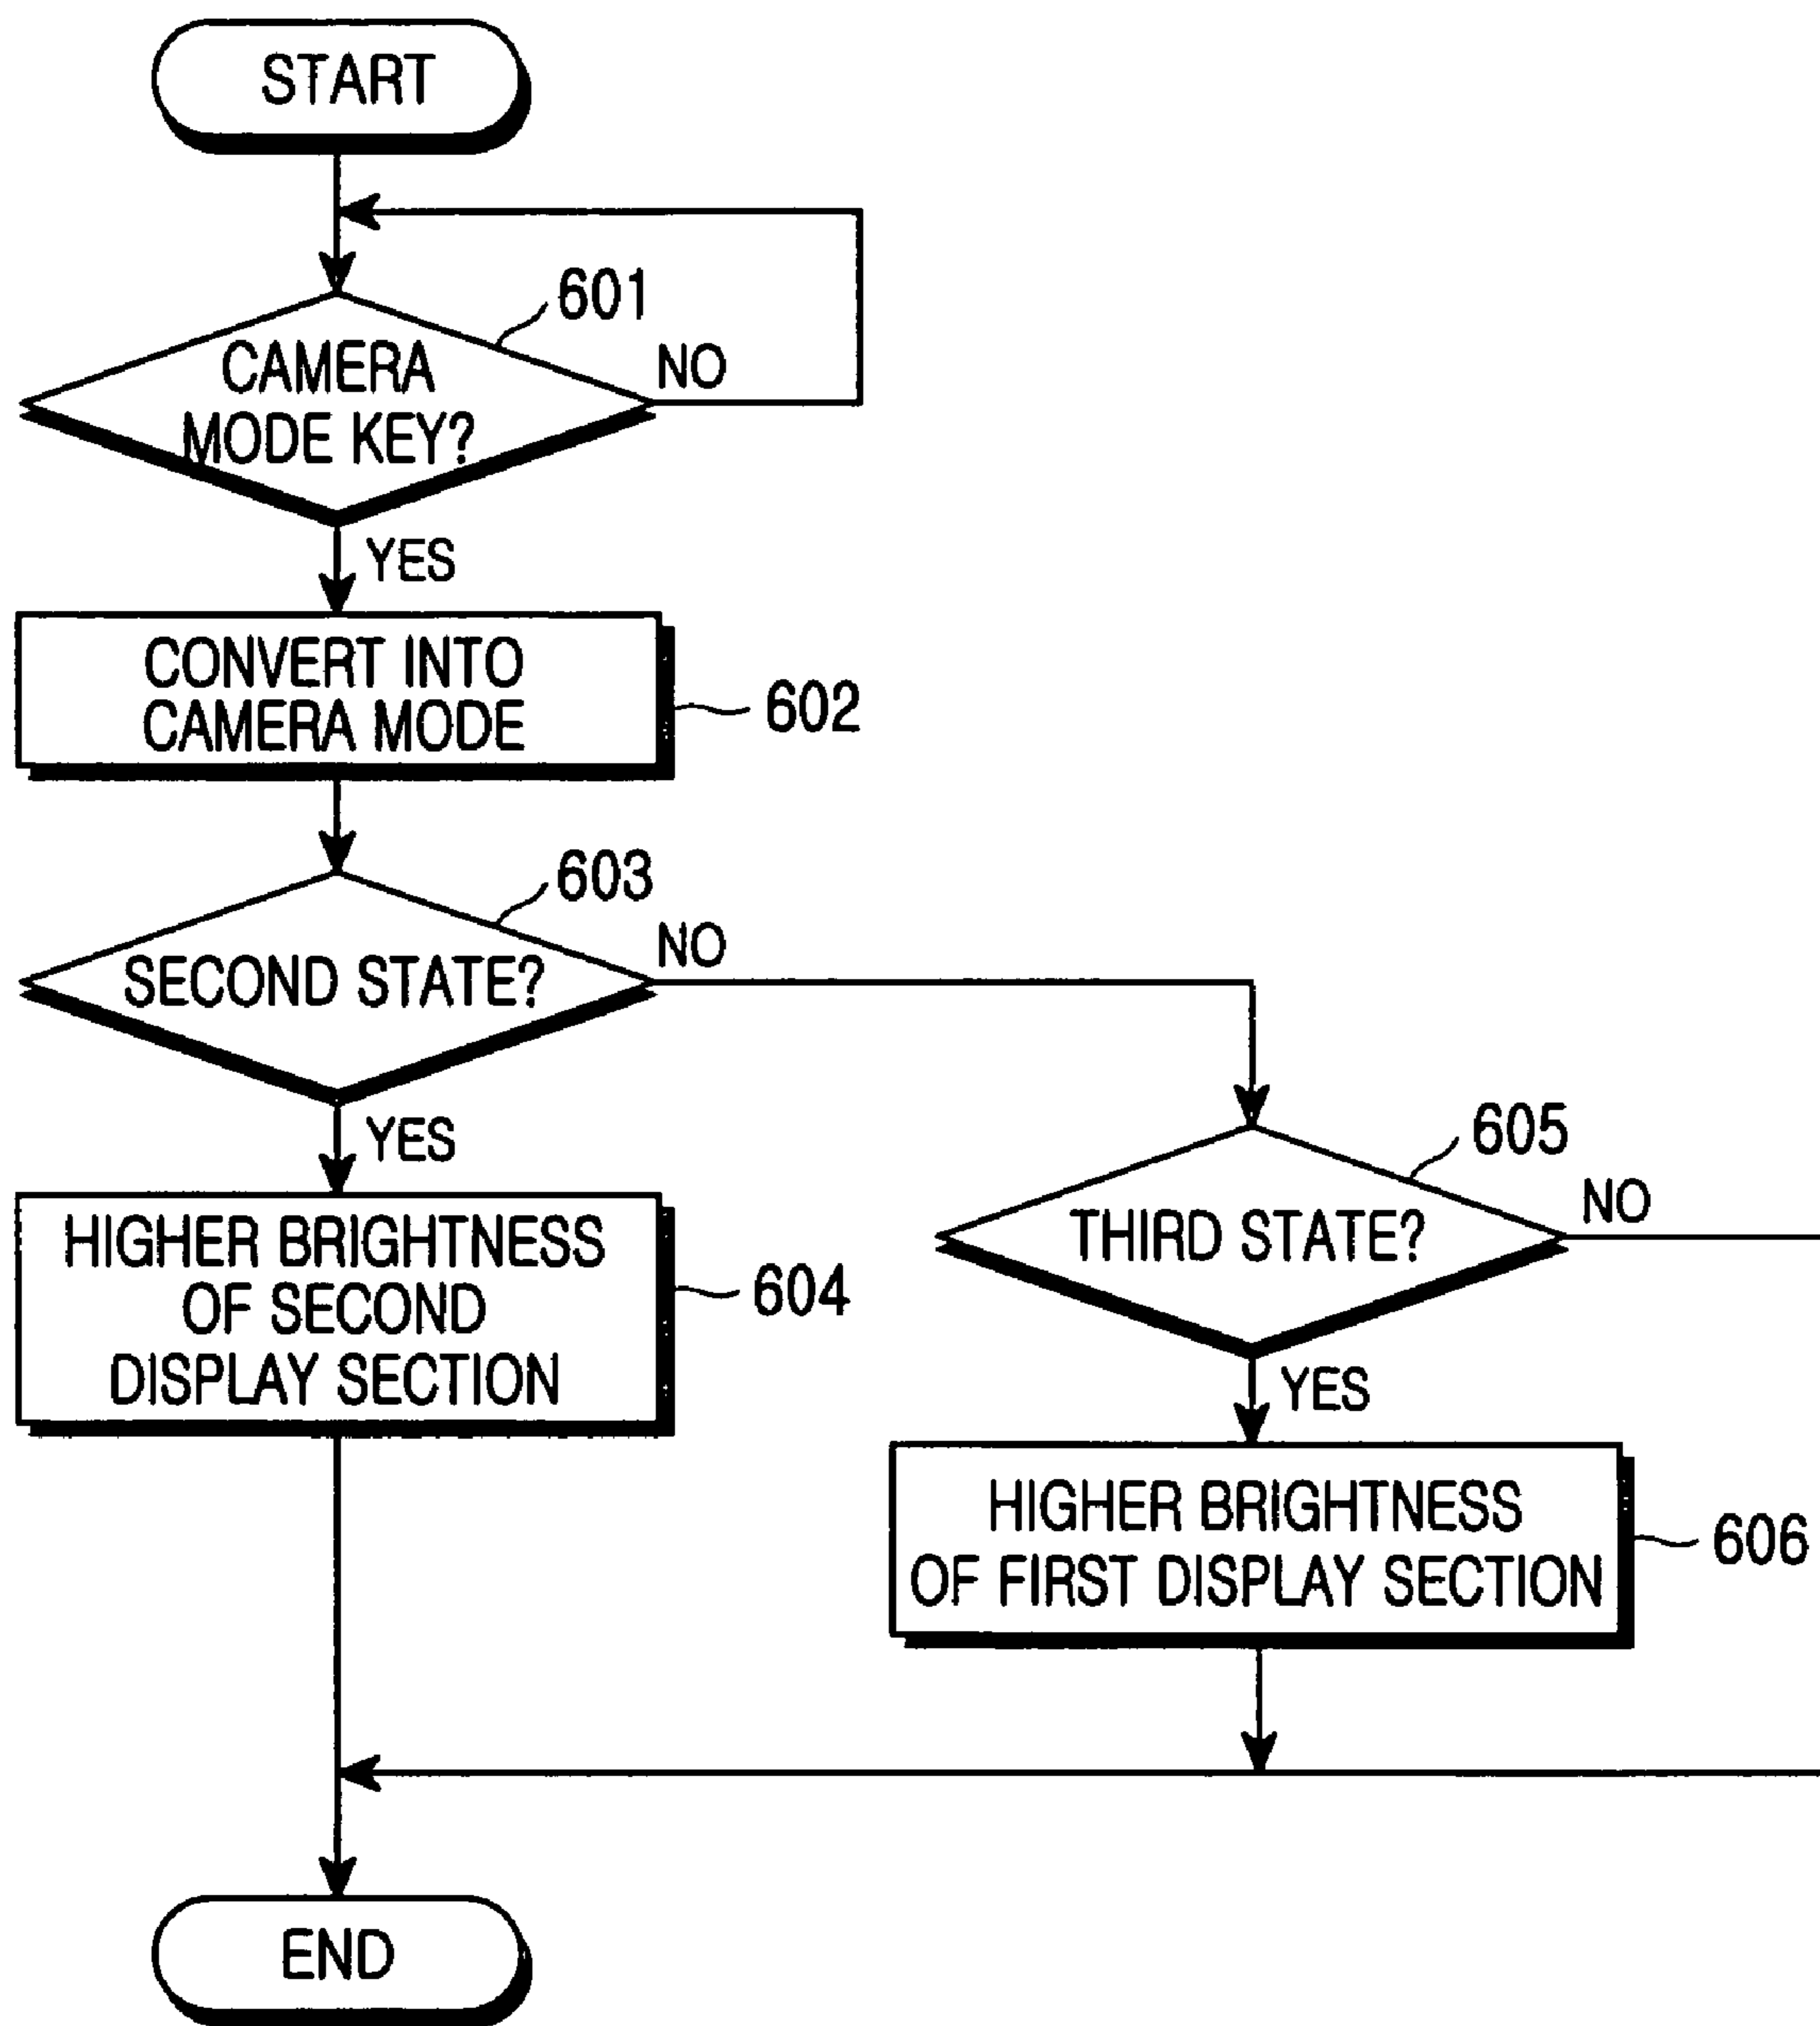 START
601
CAMERA
MODE KEY?
NO
YES
CONVERT INTO
CAMERA MODE
602
603
SECOND STATE?
NO
YES
HIGHER BRIGHTNESS
OF SECOND
DISPLAY SECTION
604
605
THIRD STATE?
NO
YES
HIGHER BRIGHTNESS
OF FIRST DISPLAY SECTION
606
END